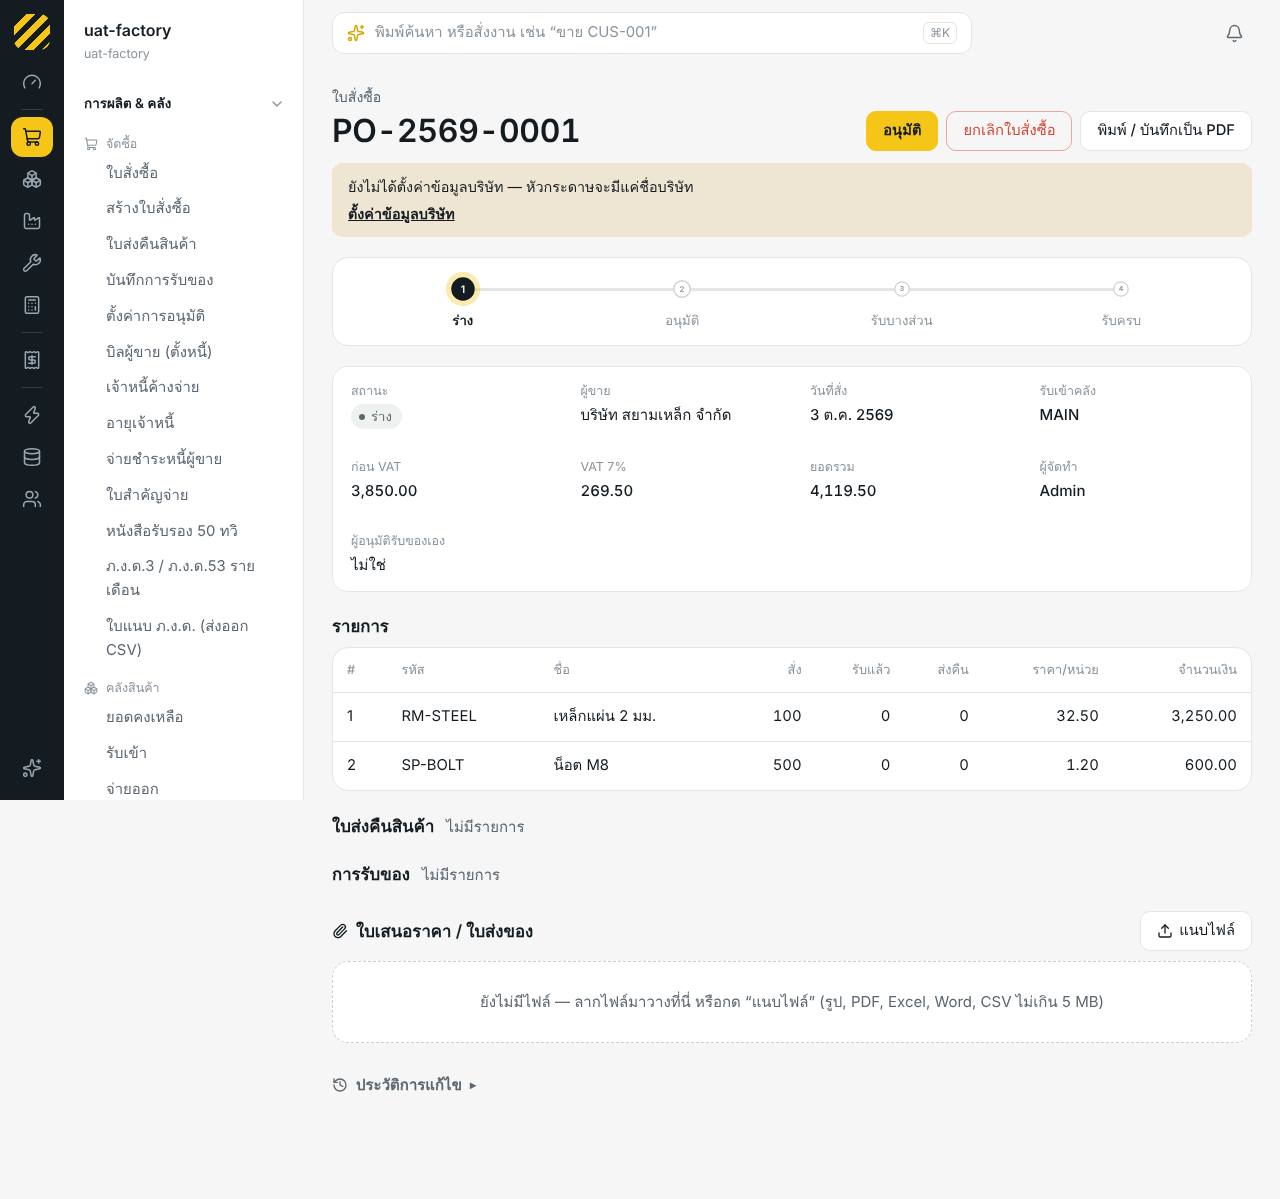 uat-factory
uat-factory
การผลิต & คลัง
จัดซื้อ
ใบสั่งซื้อ
สร้างใบสั่งซื้อ
ใบส่งคืนสินค้า
บันทึกการรับของ
ตั้งค่าการอนุมัติ
บิลผู้ขาย (ตั้งหนี้)
เจ้าหนี้ค้างจ่าย
อายุเจ้าหนี้
จ่ายชำระหนี้ผู้ขาย
ใบสำคัญจ่าย
หนังสือรับรอง 50 ทวิ
ภ.ง.ด.3 / ภ.ง.ด.53 ราย
เดือน
ใบแนบ ภ.ง.ด. (ส่งออก
CSV)
คลังสินค้า
ยอดคงเหลือ
รับเข้า
จ่ายออก
พิมพ์ค้นหา หรือสั่งงาน เช่น “ขาย CUS-001” ⌘K
ใบสั่งซื้อ
PO-2569-0001
อนุมัติ ยกเลิกใบสั่งซื้อ พิมพ์ / บันทึกเป็น PDF
ยังไม่ได้ตั้งค่าข้อมูลบริษัท — หัวกระดาษจะมีแค่ชื่อบริษัท
ตั้งค่าข้อมูลบริษัท
1 2 3 4
ร่าง อนุมัติ รับบางส่วน รับครบ
สถานะ ผู้ขาย วันที่สั่ง รับเข้าคลัง
ร่าง บริษัท สยามเหล็ก จำกัด 3 ต.ค. 2569 MAIN
ก่อน VAT VAT 7% ยอดรวม ผู้จัดทำ
3,850.00 269.50 4,119.50 Admin
ผู้อนุมัติรับของเอง
ไม่ใช่
รายการ
# รหัส ชื่อ สั่ง รับแล้ว ส่งคืน ราคา/หน่วย จำนวนเงิน
1 RM-STEEL เหล็กแผ่น 2 มม. 100 0 0 32.50 3,250.00
2 SP-BOLT น็อต M8 500 0 0 1.20 600.00
ใบส่งคืนสินค้า ไม่มีรายการ
การรับของ ไม่มีรายการ
ใบเสนอราคา / ใบส่งของ แนบไฟล์
ยังไม่มีไฟล์ — ลากไฟล์มาวางที่นี่ หรือกด “แนบไฟล์” (รูป, PDF, Excel, Word, CSV ไม่เกิน 5 MB)
ประวัติการแก้ไข ▸